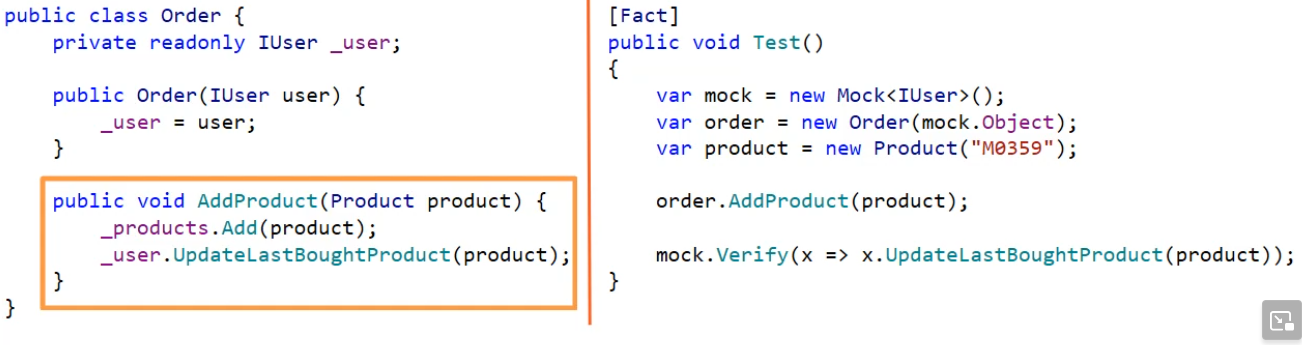 public class Order {
    private readonly IUser _user;

    public Order(IUser user) {
        _user = user;
    }

    public void AddProduct(Product product) {
        _products.Add(product);
        _user.UpdateLastBoughtProduct(product);
    }
}

[Fact]
public void Test()
{
    var mock = new Mock<IUser>();
    var order = new Order(mock.Object);
    var product = new Product("M0359");

    order.AddProduct(product);

    mock.Verify(x => x.UpdateLastBoughtProduct(product));
}